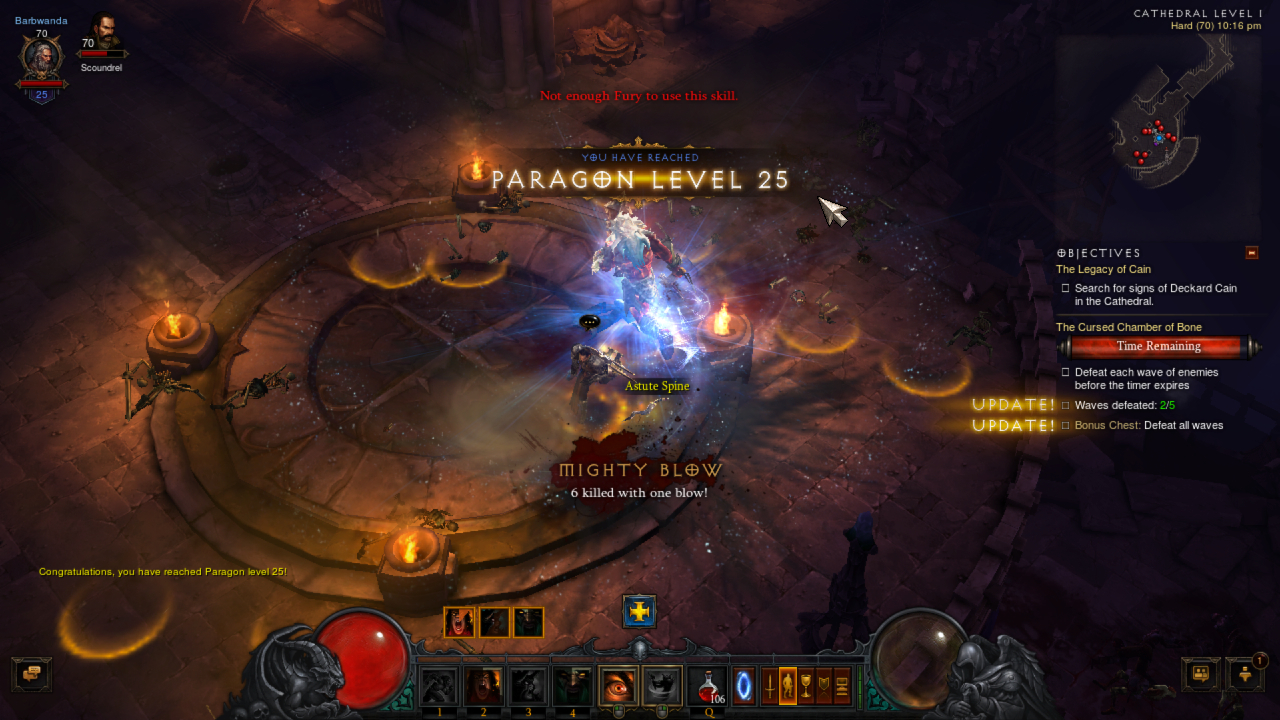 Barbwanda
70
70
Scoundrel
25
CATHEDRAL LEVEL 1
Hard (70) 10:16 pm
Not enough Fury to use this skill.
YOU HAVE REACHED
PARAGON LEVEL 25
OBJECTIVES
The Legacy of Cain
Search for signs of Deckard Cain
in the Cathedral.
The Cursed Chamber of Bone
Time Remaining
Defeat each wave of enemies
before the timer expires
UPDATE! Waves defeated: 2/5
UPDATE! Bonus Chest: Defeat all waves
Astute Spine
MIGHTY BLOW
6 killed with one blow!
Congratulations, you have reached Paragon level 25!
106
1
1 2 3 4 Q